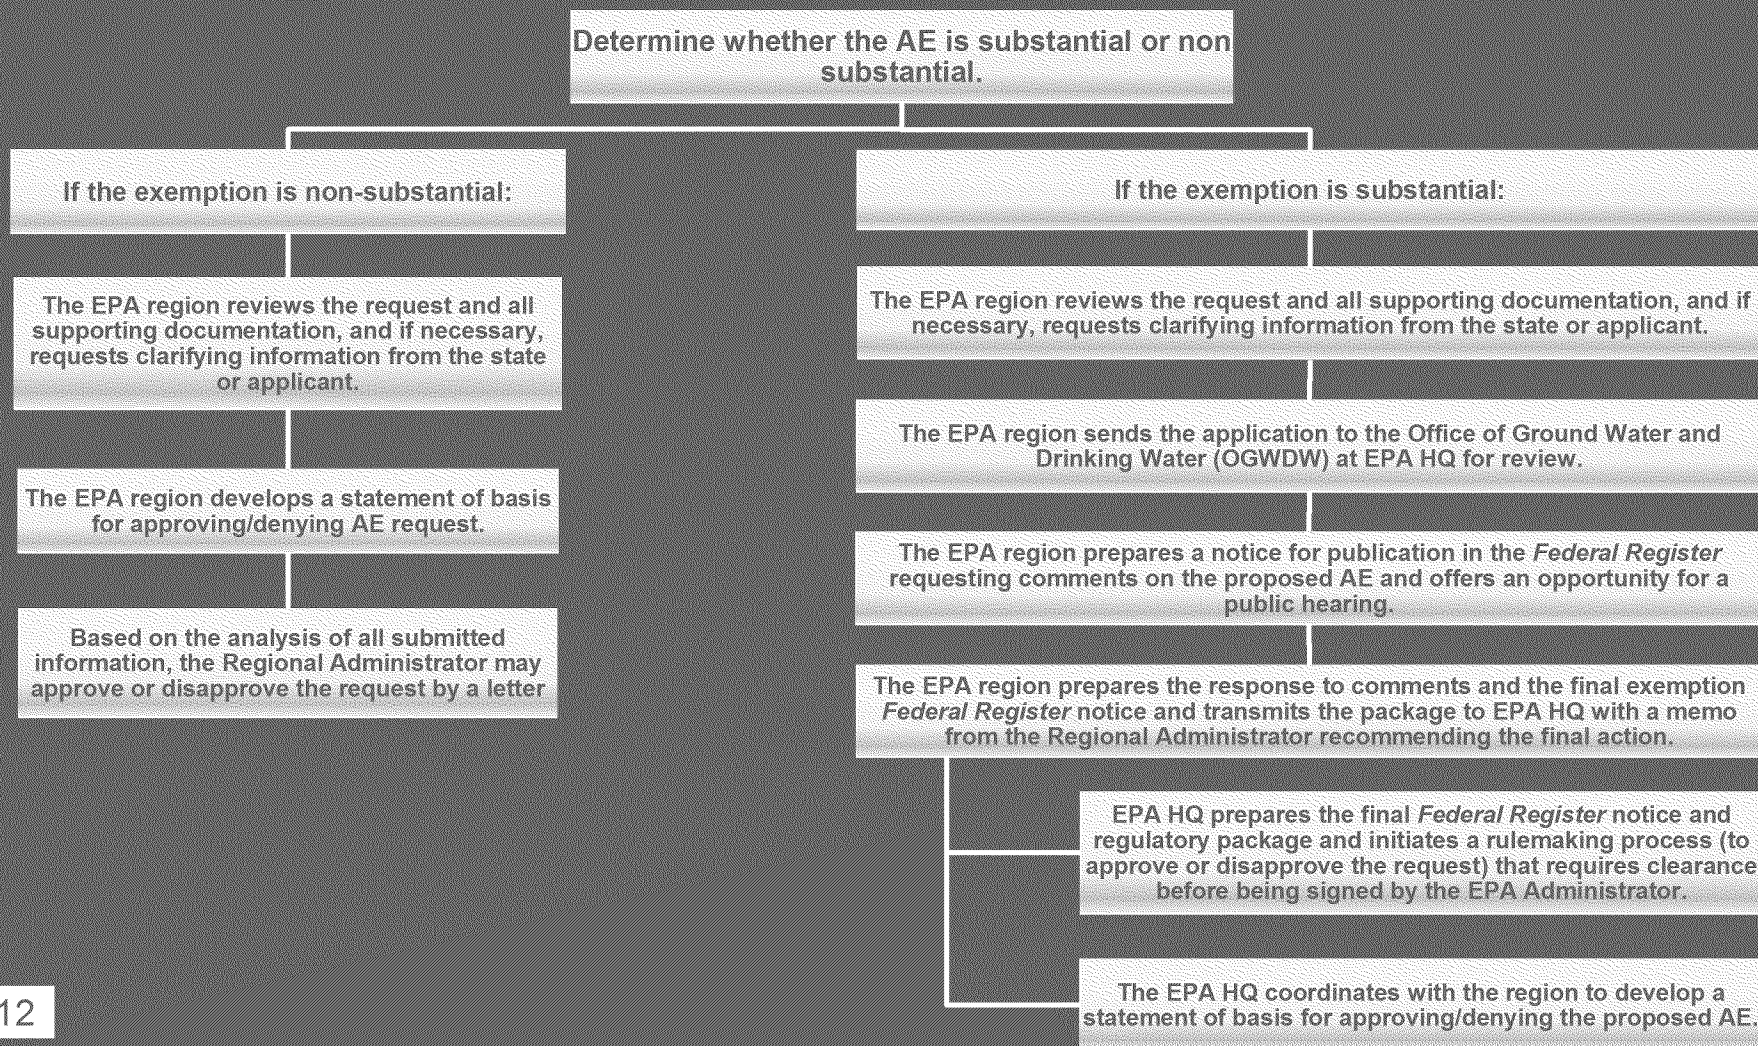 Determine whether the AE is substantial or non
substantial.
If the exemption is non-substantial:
The EPA region reviews the request and all
supporting documentation, and if necessary,
requests clarifying information from the state
or applicant.
The EPA region develops a statement of basis
for approving/denying AE request.
Based on the analysis of all submitted
information, the Regional Administrator may
approve or disapprove the request by a letter
If the exemption is substantial:
The EPA region reviews the request and all supporting documentation, and if
necessary, requests clarifying information from the state or applicant.
The EPA region sends the application to the Office of Ground Water and
Drinking Water (OGWDW) at EPA HQ for review.
The EPA region prepares a notice for publication in the Federal Register
requesting comments on the proposed AE and offers an opportunity for a
public hearing.
The EPA region prepares the response to comments and the final exemption
Federal Register notice and transmits the package to EPA HQ with a memo
from the Regional Administrator recommending the final action.
EPA HQ prepares the final Federal Register notice and
regulatory package and initiates a rulemaking process (to
approve or disapprove the request) that requires clearance
before being signed by the EPA Administrator.
The EPA HQ coordinates with the region to develop a
statement of basis for approving/denying the proposed AE.
12